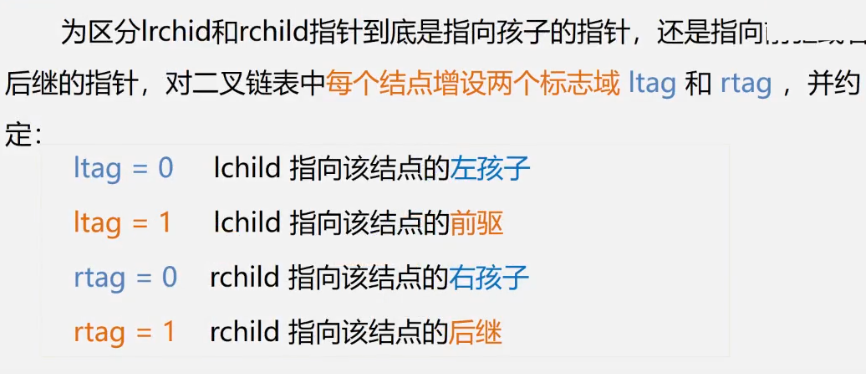 为区分lrchid和rchild指针到底是指向孩子的指针，还是指向
后继的指针，对二叉链表中每个结点增设两个标志域 ltag 和 rtag ，并约
定：
ltag = 0 lchild 指向该结点的左孩子
ltag = 1 lchild 指向该结点的前驱
rtag = 0 rchild 指向该结点的右孩子
rtag = 1 rchild 指向该结点的后继